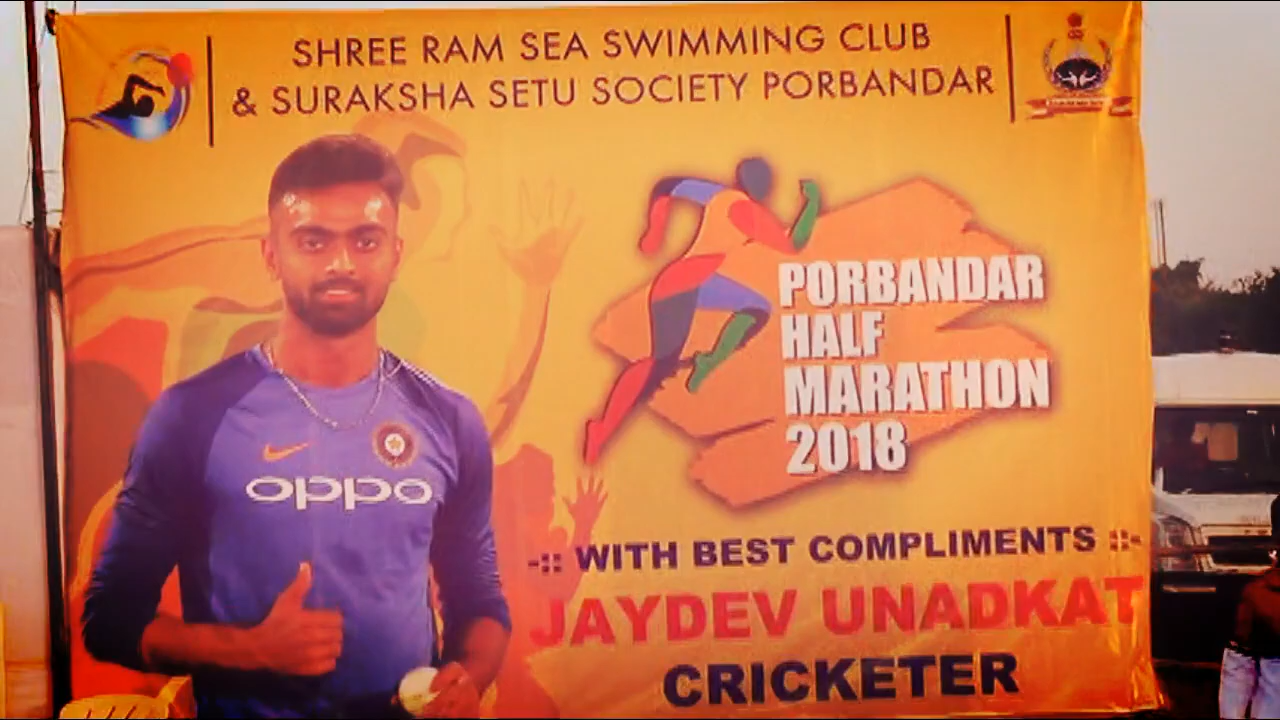 SHREE RAM SEA SWIMMING CLUB
& SURAKSHA SETU SOCIETY PORBANDAR
PORBANDAR
HALF
MARATHON
2018
oppo
-:: WITH BEST COMPLIMENTS ::-
JAYDEV UNADKAT
CRICKETER